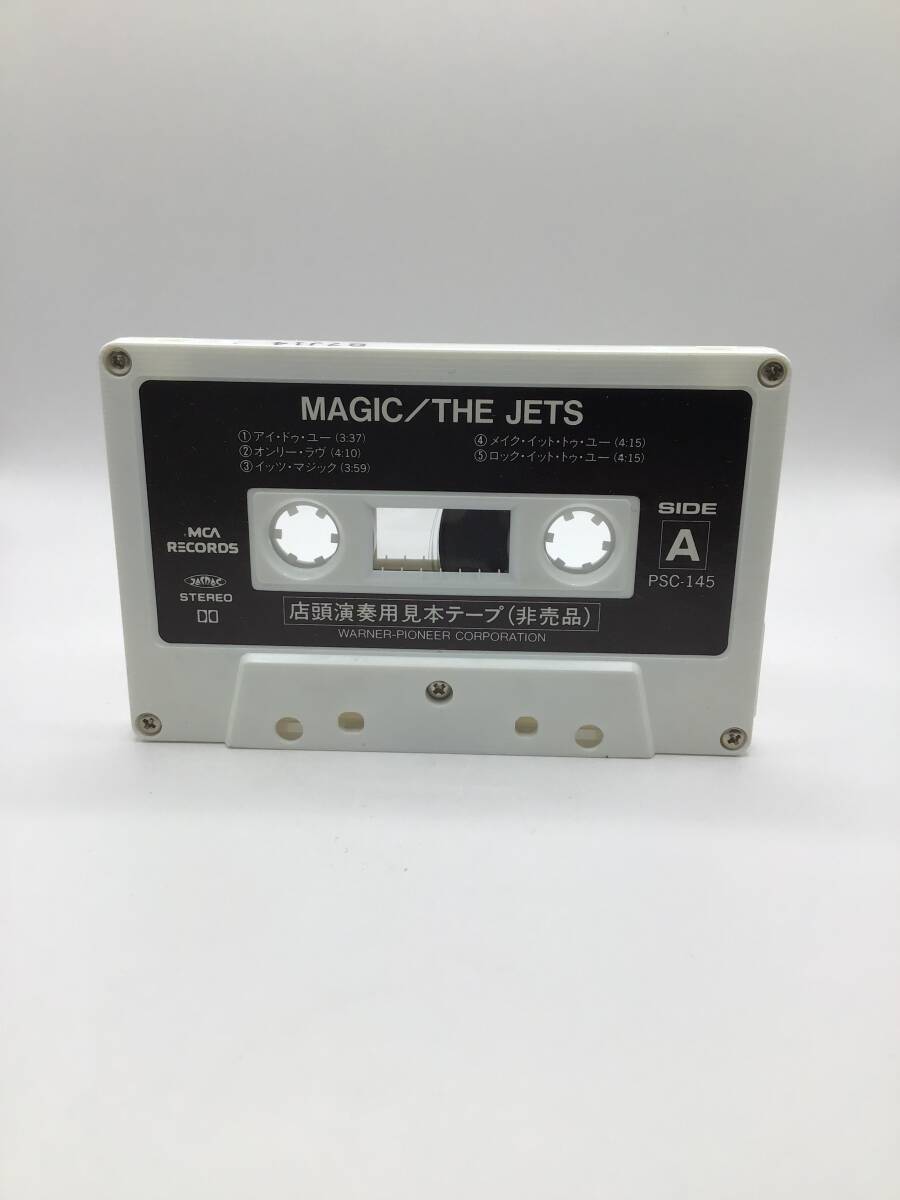 MAGIC/THE JETS
①アイ・ドゥ・ユー(3:37)
②オンリー・ラヴ(4:10)
③イッツ・マジック(3:59)
④メイク・イット・トゥ・ユー(4:15)
⑤ロック・イット・トゥ・ユー(4:15)
MCA
RECORDS
STEREO
SIDE
A
PSC-145
店頭演奏用見本テープ(非売品)
WARNER-PIONEER CORPORATION